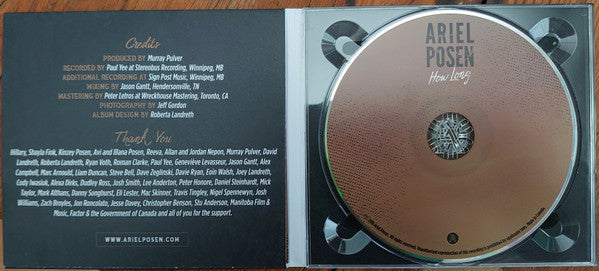 Credits
PRODUCED BY Murray Pulver
RECORDED BY Paul Yee at Stereobus Recording, Winnipeg, MB
ADDITIONAL RECORDING AT Sign Post Music, Winnipeg, MB
MIXING BY Jason Gantt, Hendersonville, TN
MASTERING BY Peter Letros at Wreckhouse Mastering, Toronto, CA
PHOTOGRAPHY BY Jeff Gordon
ALBUM DESIGN BY Roberta Landreth
Thank You
Hillary, Shayla Fink, Kinzey Posen, Avi and Illana Posen, Reeva, Allan and Jordan Nepon, Murray Pulver, David
Landreth, Roberta Landreth, Ryan Voth, Roman Clarke, Paul Yee, Geneviève Levasseur, Jason Gantt, Alex
Campbell, Marc Arnould, Liam Duncan, Steve Bell, Dave Zeglinski, Davie Ryan, Eoin Walsh, Joey Landreth,
Cody Iwasiuk, Alexa Dirks, Dudley Ross, Josh Smith, Lee Anderton, Peter Honore, Daniel Steinhardt, Mick
Taylor, Mark Althans, Danny Songhurst, Eli Lester, Mac Skinner, Travis Tingley, Nigel Spennewyn, Josh
Williams, Zach Broyles, Jon Roncolato, Jesse Davey, Christopher Benson, Stu Anderson, Manitoba Film &
Music, Factor & the Government of Canada and all of you for the support.
WWW.ARIELPOSEN.COM
ARIEL
POSEN
How Long